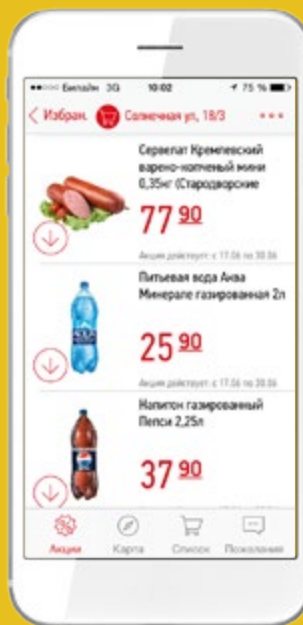 Билайн 3G 10:02 75 %
Избран. Солнечная ул, 18/3
Сервелат Кремлевский
варено-копченый мини
0,35кг (Стародворские
77 90
Акция действует: с 17.06 по 30.06
Питьевая вода Аква
Минерале газированная 2л
25 90
Акция действует: с 17.06 по 30.06
Напиток газированный
Пепси 2,25л
37 90
Акции Карта Список Пожелания